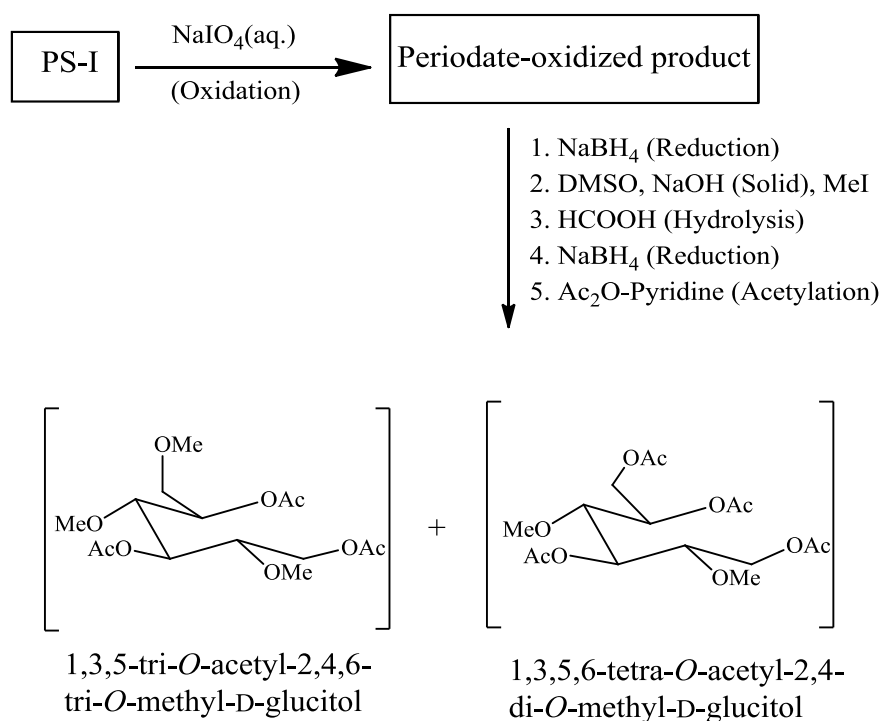 PS-I
NaIO4(aq.)
(Oxidation)
Periodate-oxidized product
1. NaBH4 (Reduction)
2. DMSO, NaOH (Solid), MeI
3. HCOOH (Hydrolysis)
4. NaBH4 (Reduction)
5. Ac2O-Pyridine (Acetylation)
OMe
OAc
MeO
AcO
OMe
OAc
+
OAc
OAc
MeO
AcO
OMe
OAc
1,3,5-tri-O-acetyl-2,4,6-
tri-O-methyl-D-glucitol
1,3,5,6-tetra-O-acetyl-2,4-
di-O-methyl-D-glucitol